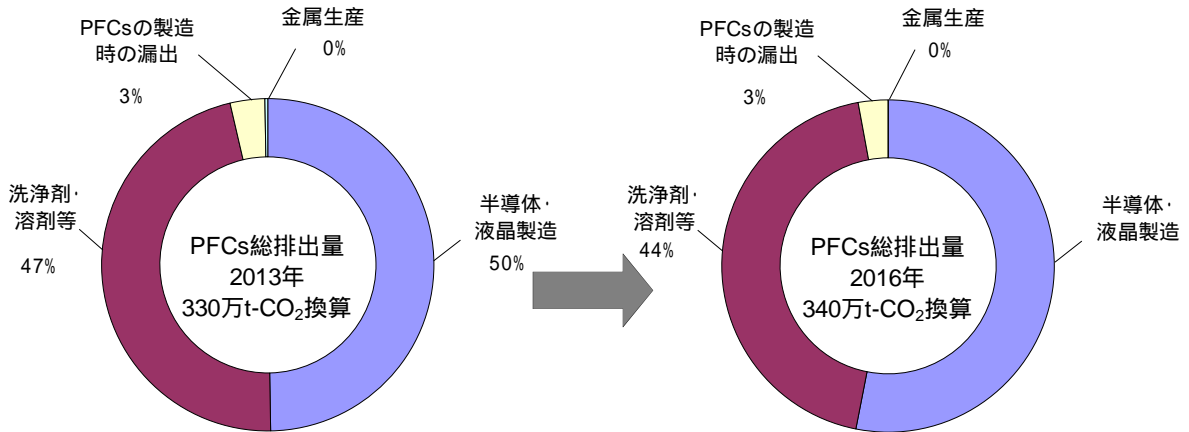 PFCsの製造
時の漏出
3%
金属生産
0%
洗浄剤・
溶剤等
47%
半導体・
液晶製造
50%
PFCs総排出量
2013年
330万t-CO₂換算
PFCsの製造
時の漏出
3%
金属生産
0%
洗浄剤・
溶剤等
44%
半導体・
液晶製造
PFCs総排出量
2016年
340万t-CO₂換算